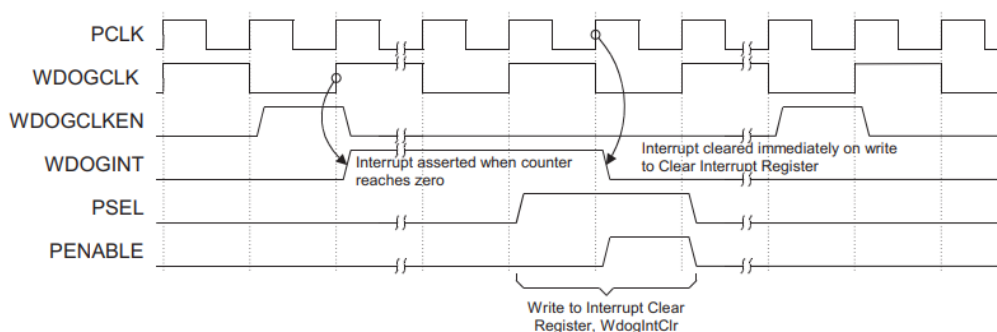 PCLK
WDOGCLK
WDOGCLKEN
WDOGINT
Interrupt asserted when counter
reaches zero
Interrupt cleared immediately on write
to Clear Interrupt Register
PSEL
PENABLE
Write to Interrupt Clear
Register, WdogIntClr